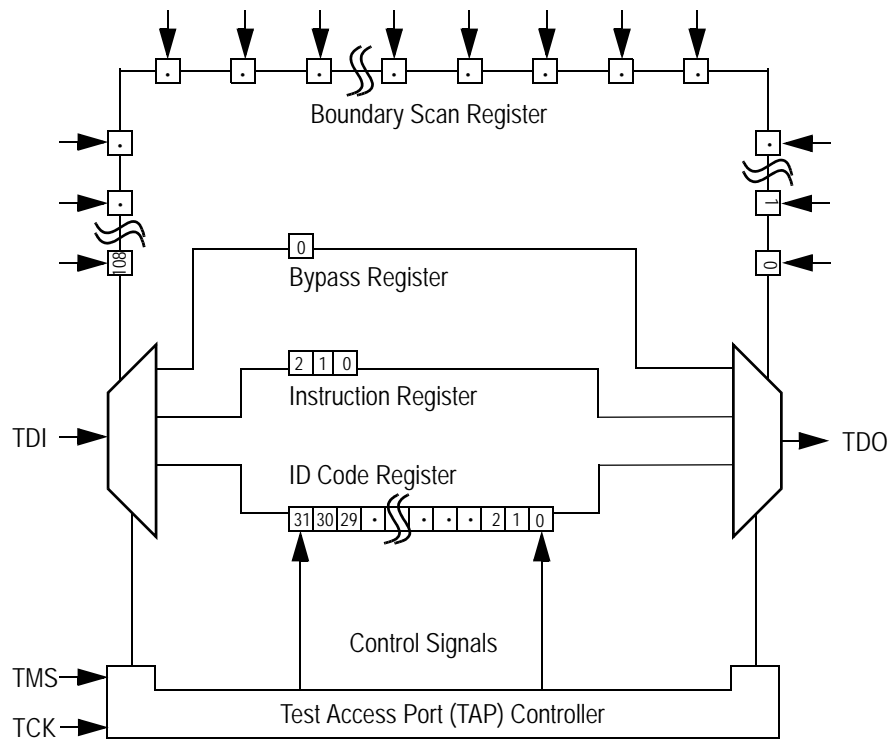 Boundary Scan Register
1
108
0
0
Bypass Register
2 1 0
Instruction Register
TDI
TDO
ID Code Register
31 30 29 · · · · 2 1 0
Control Signals
TMS
Test Access Port (TAP) Controller
TCK